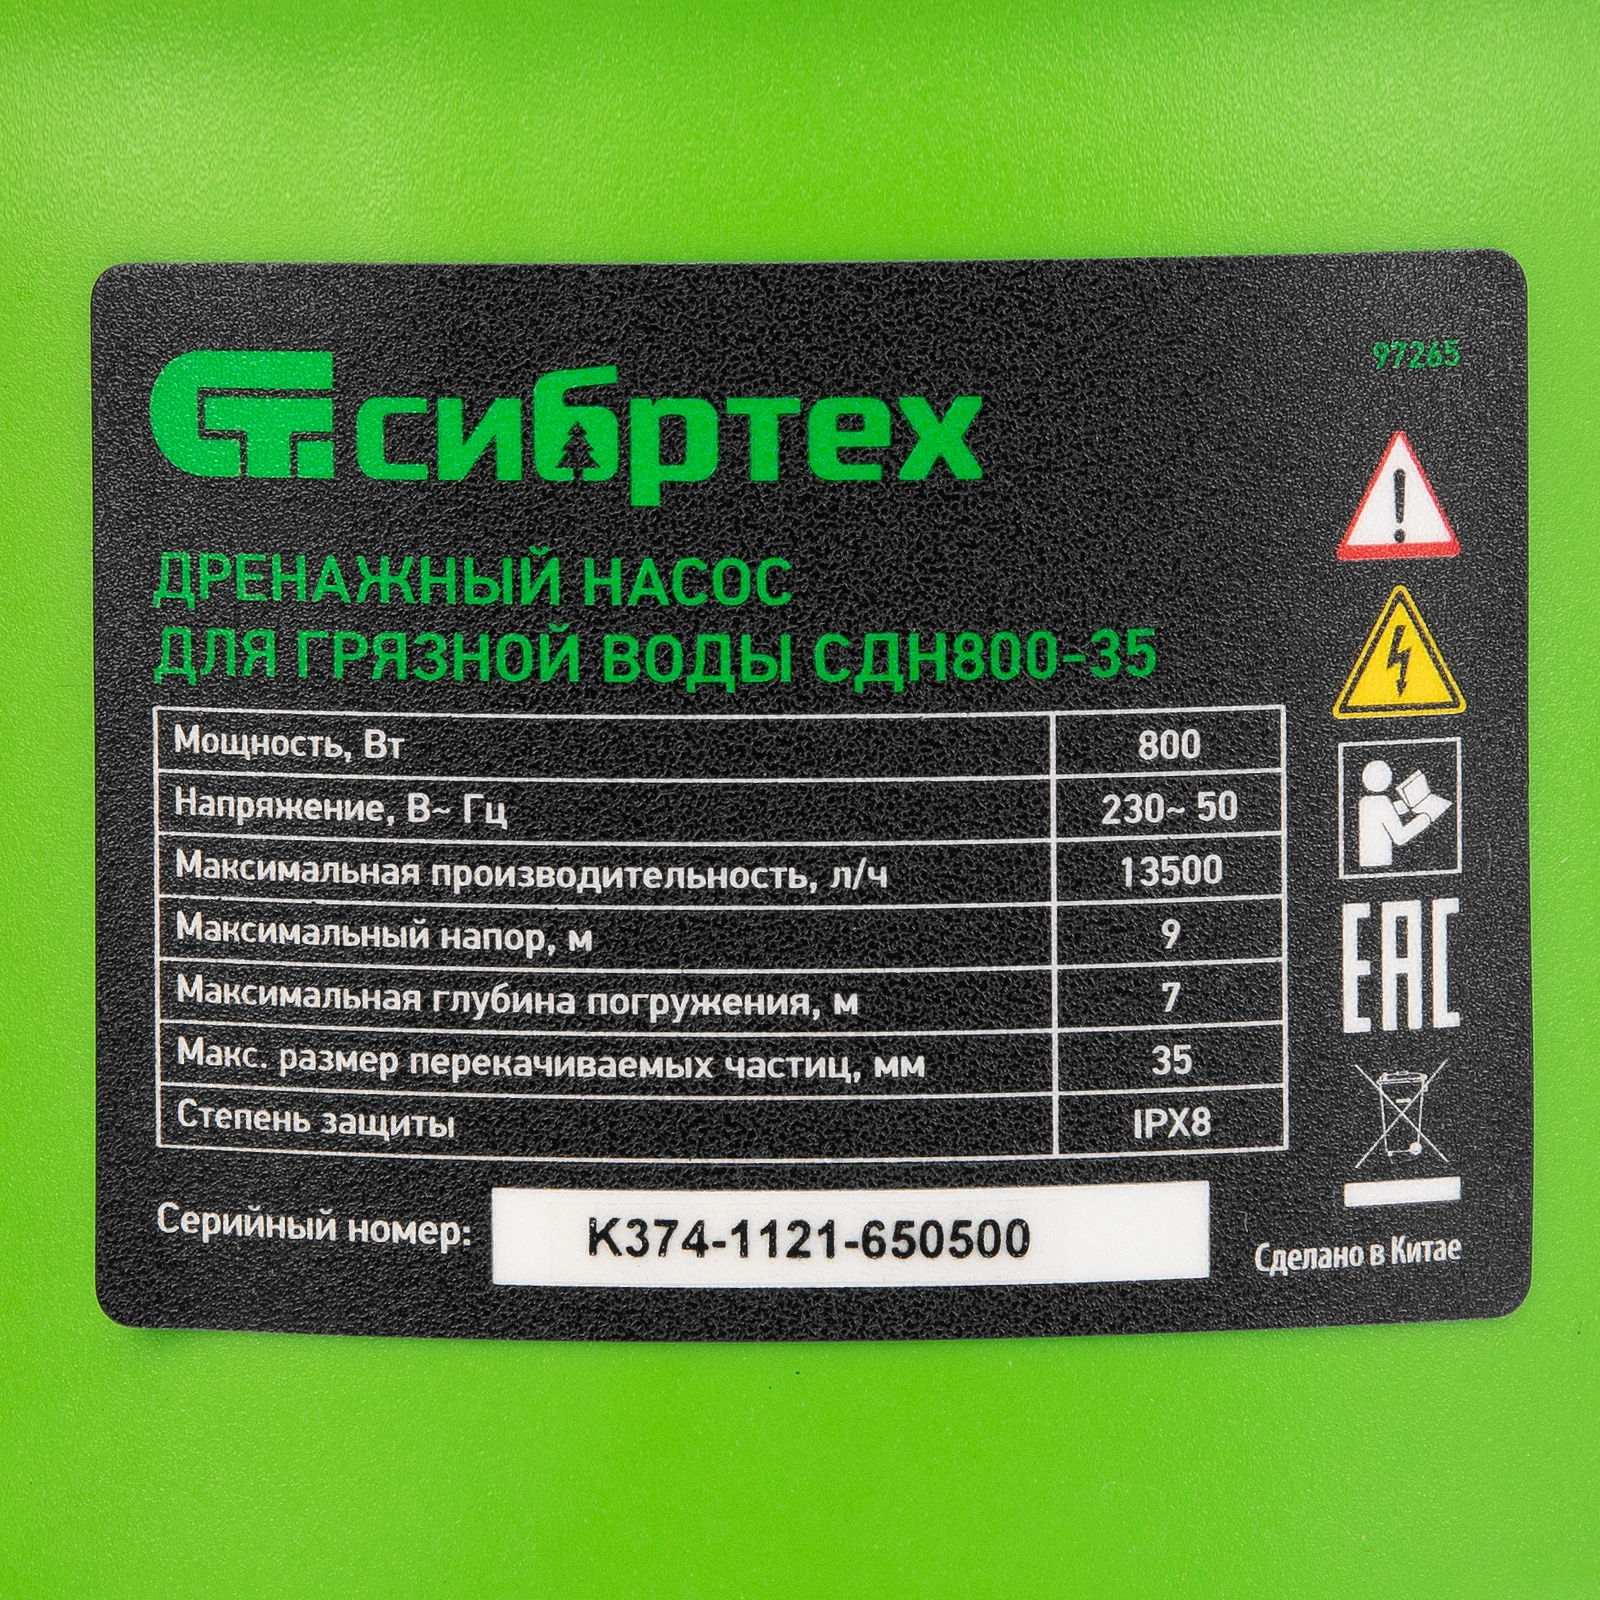 сибртех
97265
ДРЕНАЖНЫЙ НАСОС
ДЛЯ ГРЯЗНОЙ ВОДЫ СДН800-35
Мощность, Вт 800
Напряжение, В~ Гц 230~ 50
Максимальная производительность, л/ч 13500
Максимальный напор, м 9
Максимальная глубина погружения, м 7
Макс. размер перекачиваемых частиц, мм 35
Степень защиты IPX8
EAC
Серийный номер: K374-1121-650500
Сделано в Китае